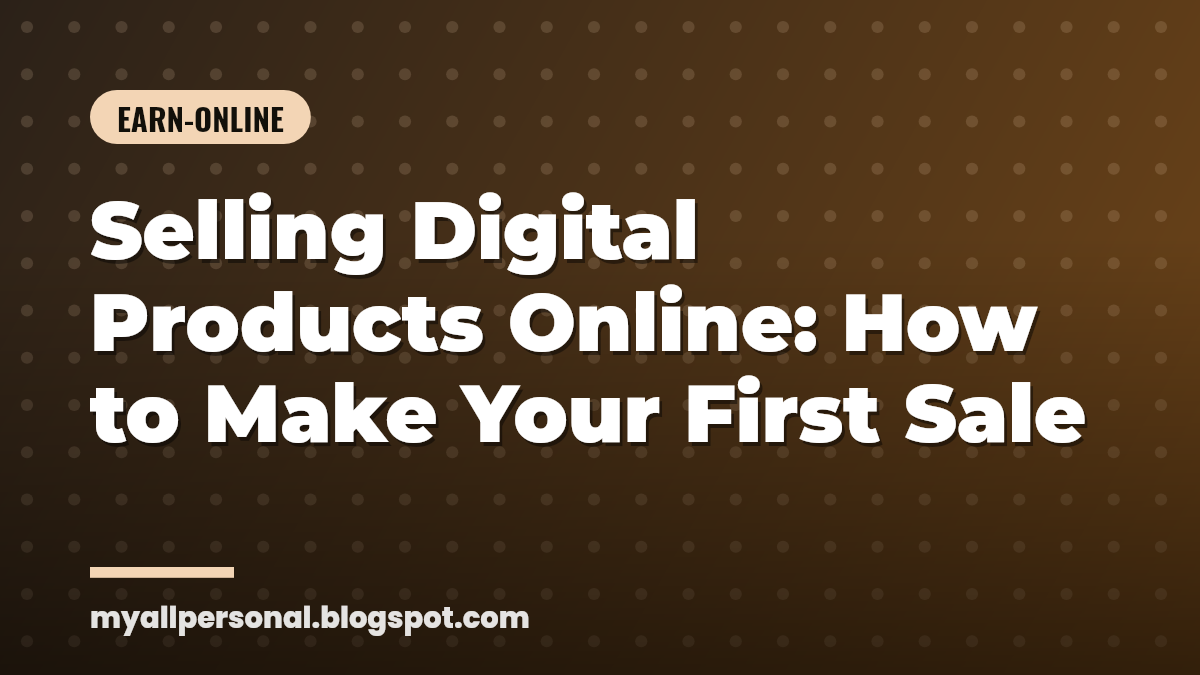 EARN-ONLINE
Selling Digital
Products Online: How
to Make Your First Sale
myallpersonal.blogspot.com